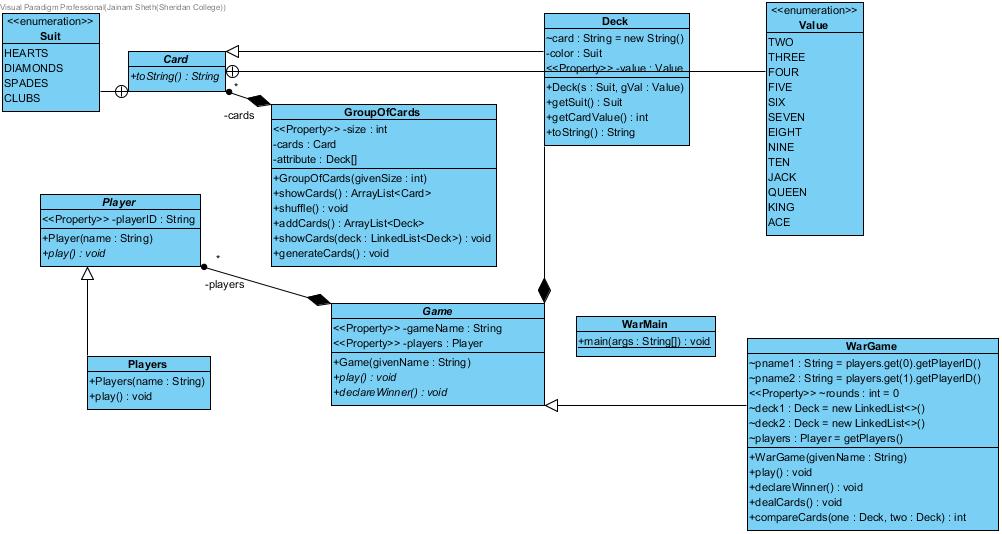 Visual Paradigm Professional(Jainam Sheth(Sheridan College))
<<enumeration>>
Suit
HEARTS
DIAMONDS
SPADES
CLUBS
Card
+toString() : String
*
-cards
GroupOfCards
<<Property>> -size : int
-cards : Card
-attribute : Deck[]
+GroupOfCards(givenSize : int)
+showCards() : ArrayList<Card>
+shuffle() : void
+addCards() : ArrayList<Deck>
+showCards(deck : LinkedList<Deck>) : void
+generateCards() : void
Deck
~card : String = new String()
-color : Suit
<<Property>> -value : Value
+Deck(s : Suit, gVal : Value)
+getSuit() : Suit
+getCardValue() : int
+toString() : String
<<enumeration>>
Value
TWO
THREE
FOUR
FIVE
SIX
SEVEN
EIGHT
NINE
TEN
JACK
QUEEN
KING
ACE
Player
<<Property>> -playerID : String
+Player(name : String)
+play() : void
*
-players
Players
+Players(name : String)
+play() : void
Game
<<Property>> -gameName : String
<<Property>> -players : Player
+Game(givenName : String)
+play() : void
+declareWinner() : void
WarMain
+main(args : String[]) : void
WarGame
~pname1 : String = players.get(0).getPlayerID()
~pname2 : String = players.get(1).getPlayerID()
<<Property>> ~rounds : int = 0
~deck1 : Deck = new LinkedList<>()
~deck2 : Deck = new LinkedList<>()
~players : Player = getPlayers()
+WarGame(givenName : String)
+play() : void
+declareWinner() : void
+dealCards() : void
+compareCards(one : Deck, two : Deck) : int